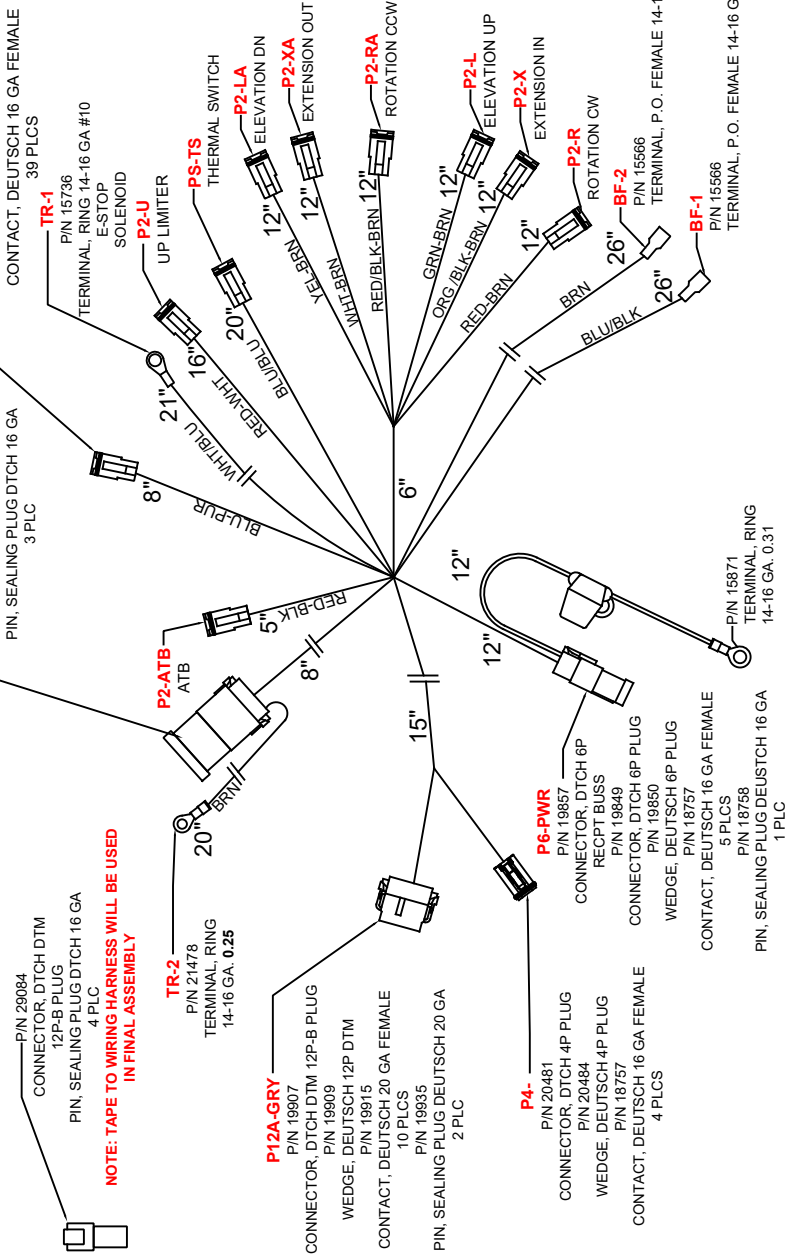 CONTACT, DEUTSCH 16 GA FEMALE
39 PLCS
TR-1
P/N 15736
TERMINAL, RING 14-16 GA #10
E-STOP
SOLENOID
P2-U
UP LIMITER
PS-TS
THERMAL SWITCH
P2-LA
ELEVATION DN
P2-XA
EXTENSION OUT
P2-RA
ROTATION CCW
P2-L
ELEVATION UP
P2-X
EXTENSION IN
P2-R
ROTATION CW
BF-2
P/N 15566
TERMINAL, P.O. FEMALE 14-1
BF-1
P/N 15566
TERMINAL, P.O. FEMALE 14-16 G
PIN, SEALING PLUG DTCH 16 GA
3 PLC
8"
BLU-PUR
21"
WHT/BLU
16"
RED-WHT
20"
BLU/BLU
12"
YEL-BRN
12"
WHT-BRN
12"
RED/BLK-BRN
12"
GRN-BRN
12"
ORG/BLK-BRN
12"
RED-BRN
26"
BRN
26"
BLU/BLK
6"
P2-ATB
ATB
5"
RED-BLK
8"
P/N 29084
CONNECTOR, DTCH DTM
12P-B PLUG
PIN, SEALING PLUG DTCH 16 GA
4 PLC
NOTE: TAPE TO WIRING HARNESS WILL BE USED
IN FINAL ASSEMBLY
TR-2
P/N 21478
TERMINAL, RING
14-16 GA. 0.25
20"
BRN
15"
12"
12"
P/N 15871
TERMINAL, RING
14-16 GA. 0.31
P12A-GRY
P/N 19907
CONNECTOR, DTCH DTM 12P-B PLUG
P/N 19909
WEDGE, DEUTSCH 12P DTM
P/N 19915
CONTACT, DEUTSCH 20 GA FEMALE
10 PLCS
P/N 19935
PIN, SEALING PLUG DEUTSCH 20 GA
2 PLC
P4-
P/N 20481
CONNECTOR, DTCH 4P PLUG
P/N 20484
WEDGE, DEUTSCH 4P PLUG
P/N 18757
CONTACT, DEUTSCH 16 GA FEMALE
4 PLCS
P6-PWR
P/N 19857
CONNECTOR, DTCH 6P
RECPT BUSS
P/N 19849
CONNECTOR, DTCH 6P PLUG
P/N 19850
WEDGE, DEUTSCH 6P PLUG
P/N 18757
CONTACT, DEUTSCH 16 GA FEMALE
5 PLCS
P/N 18758
PIN, SEALING PLUG DEUSTCH 16 GA
1 PLC